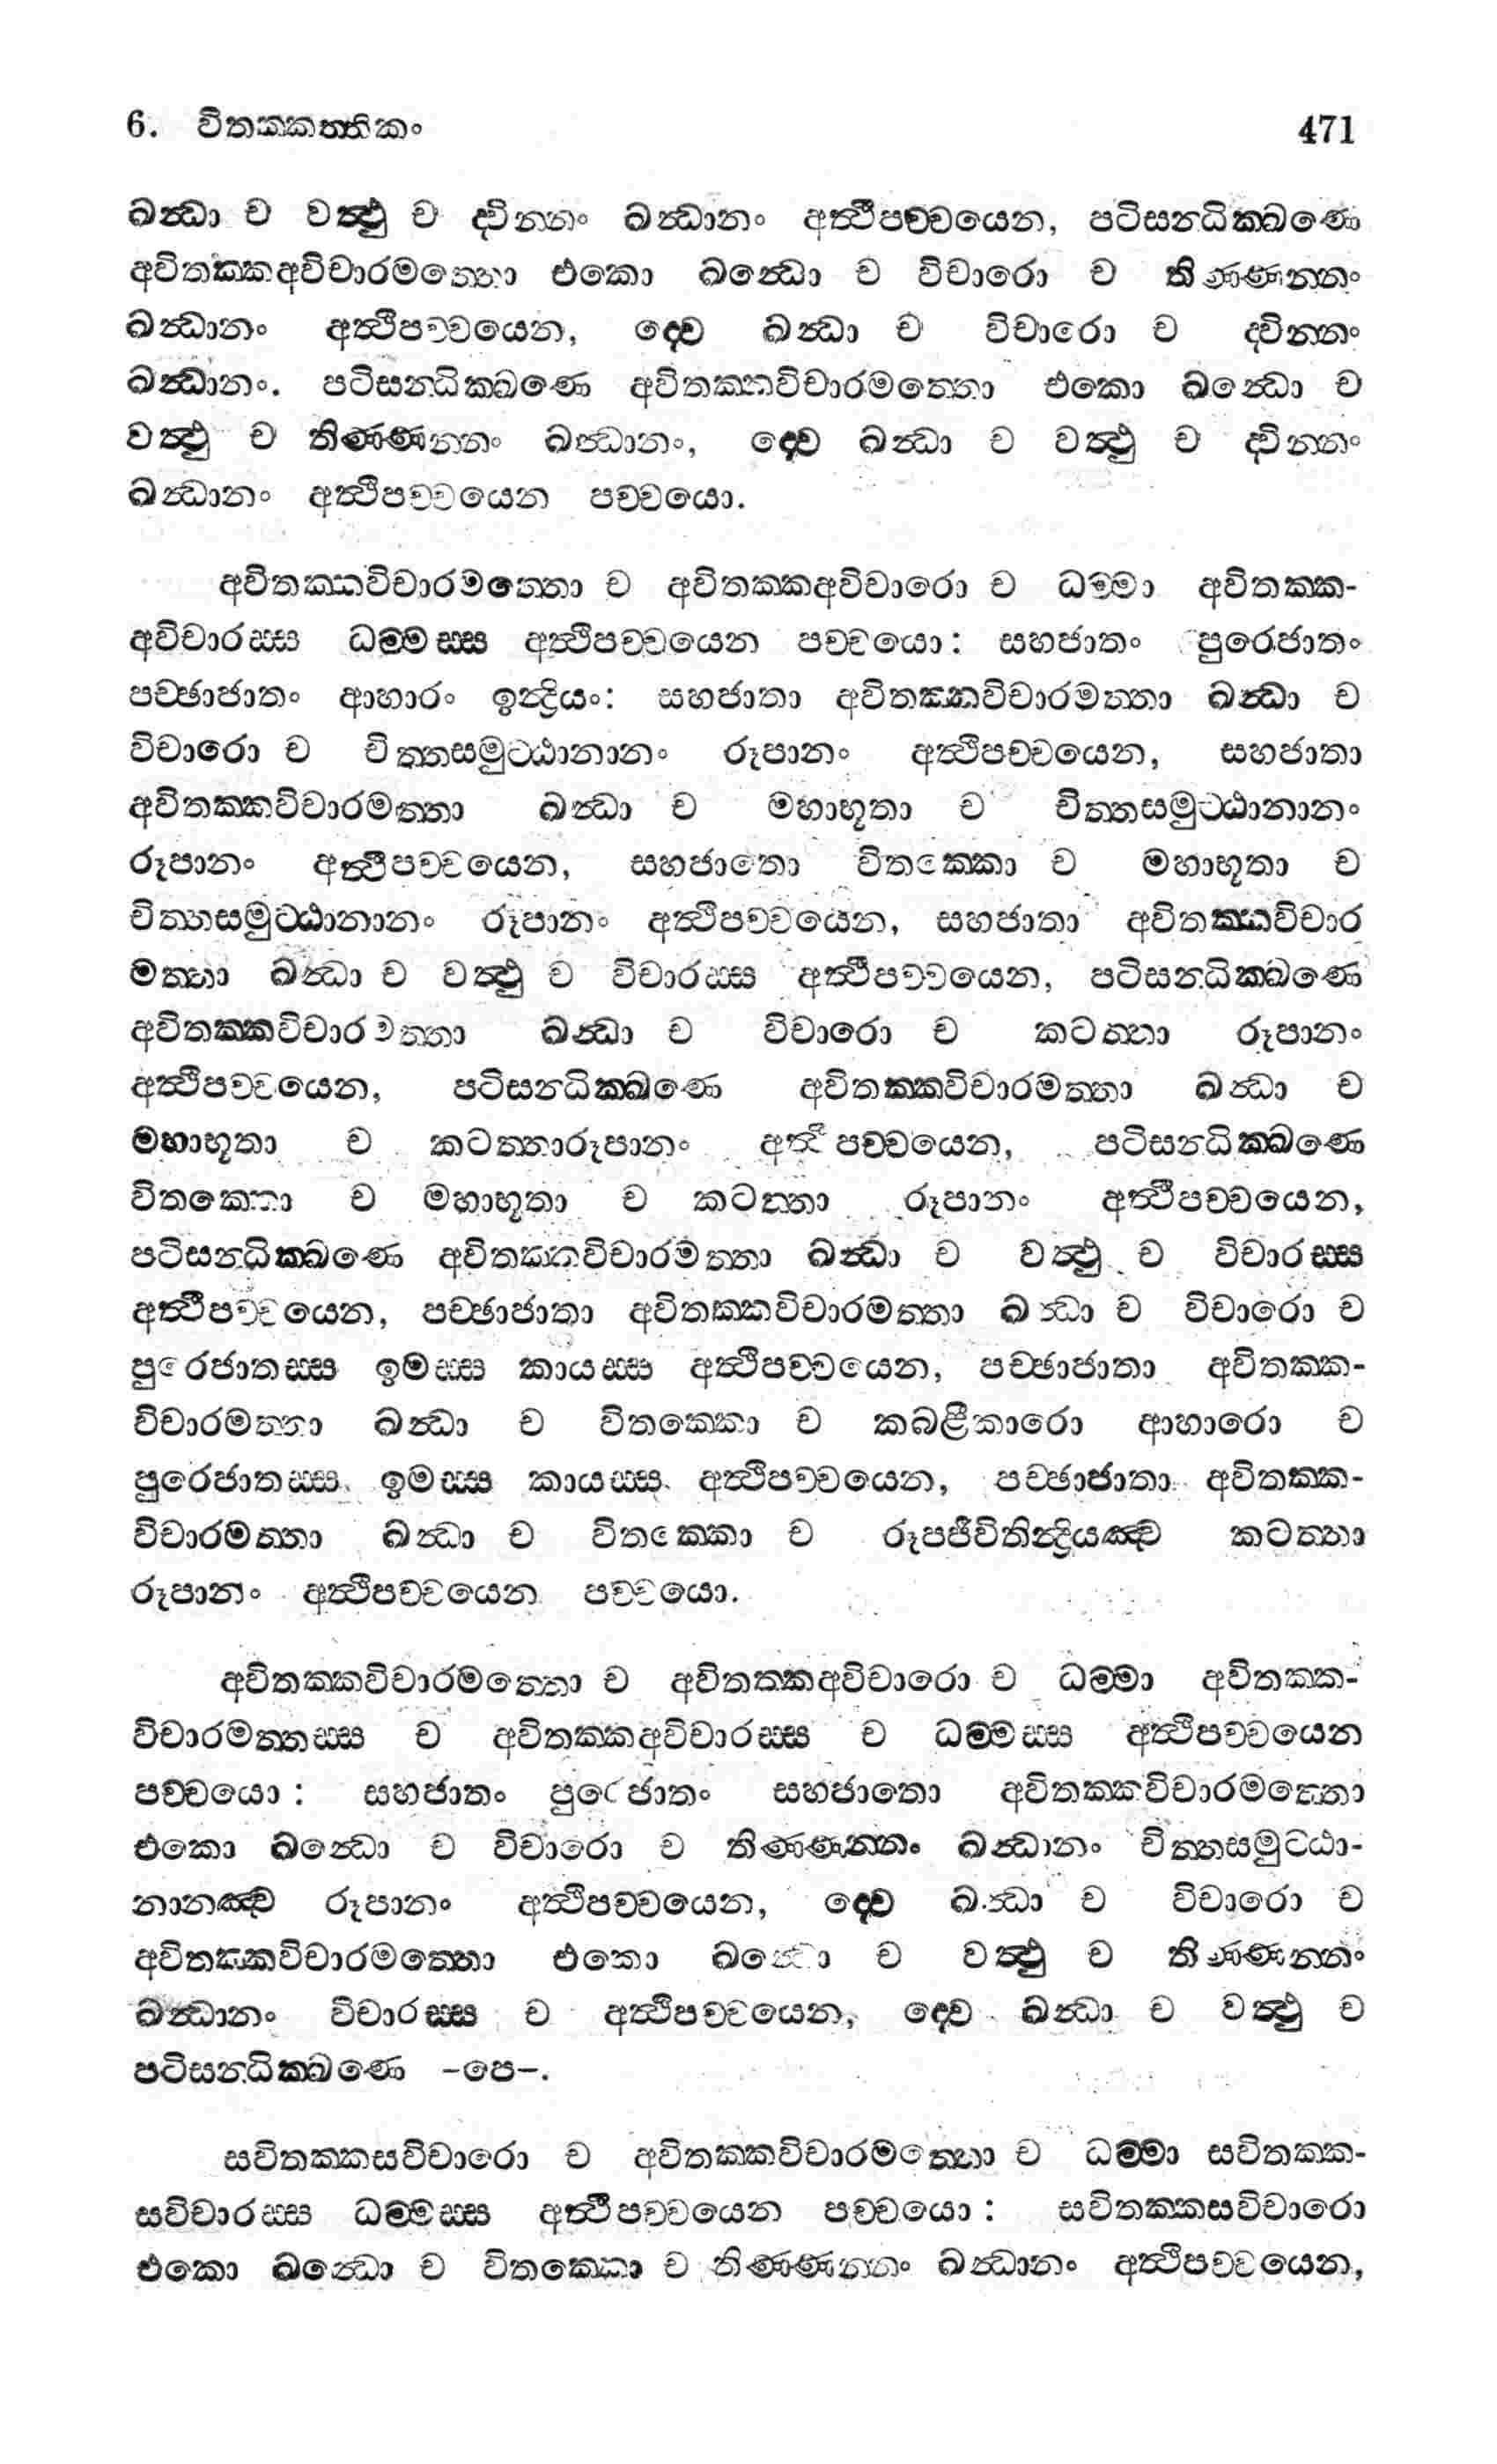 6. විතක්කත්තිකං 471
ඛන්ධා ච වත්ථු ච ද්වින්නං ඛන්ධානං අත්ථිපච්චයෙන, පටිසන්ධික්ඛණෙ
අවිතක්කඅවිචාරමත්තො එකො ඛන්ධො ච විචාරො ච තිණ්ණන්නං
ඛන්ධානං අත්ථිපච්චයෙන, ද්වෙ ඛන්ධා ච විචාරො ච ද්වින්නං
ඛන්ධානං. පටිසන්ධික්ඛණෙ අවිතක්කවිචාරමත්තො එකො ඛන්ධො ච
වත්ථු ච තිණ්ණන්නං ඛන්ධානං, ද්වෙ ඛන්ධා ච වත්ථු ච ද්වින්නං
ඛන්ධානං අත්ථිපච්චයෙන පච්චයො.
අවිතක්කවිචාරමත්තො ච අවිතක්කඅවිචාරො ච ධම්මා අවිතක්ක-
අවිචාරස්ස ධම්මස්ස අත්ථිපච්චයෙන පච්චයො: සහජාතං පුරෙජාතං
පච්ඡාජාතං ආහාරං ඉන්ද්‍රියං: සහජාතා අවිතක්කවිචාරමත්තා ඛන්ධා ච
විචාරො ච චිත්තසමුට්ඨානානං රූපානං අත්ථිපච්චයෙන, සහජාතා
අවිතක්කවිචාරමත්තා ඛන්ධා ච මහාභූතා ච චිත්තසමුට්ඨානානං
රූපානං අත්ථිපච්චයෙන, සහජාතො විතක්කො ච මහාභූතා ච
චිත්තසමුට්ඨානානං රූපානං අත්ථිපච්චයෙන, සහජාතා අවිතක්කවිචාර
මත්තා ඛන්ධා ච වත්ථු ච විචාරස්ස අත්ථිපච්චයෙන, පටිසන්ධික්ඛණෙ
අවිතක්කවිචාරමත්තා ඛන්ධා ච විචාරො ච කටත්තා රූපානං
අත්ථිපච්චයෙන, පටිසන්ධික්ඛණෙ අවිතක්කවිචාරමත්තා ඛන්ධා ච
මහාභූතා ච කටත්තාරූපානං අත්ථිපච්චයෙන, පටිසන්ධික්ඛණෙ
විතක්කො ච මහාභූතා ච කටත්තා රූපානං අත්ථිපච්චයෙන,
පටිසන්ධික්ඛණෙ අවිතක්කවිචාරමත්තා ඛන්ධා ච වත්ථු ච විචාරස්ස
අත්ථිපච්චයෙන, පච්ඡාජාතා අවිතක්කවිචාරමත්තා ඛන්ධා ච විචාරො ච
පුරෙජාතස්ස ඉමස්ස කායස්ස අත්ථිපච්චයෙන, පච්ඡාජාතා අවිතක්ක-
විචාරමත්තා ඛන්ධා ච විතක්කො ච කබළීකාරො ආහාරො ච
පුරෙජාතස්ස ඉමස්ස කායස්ස අත්ථිපච්චයෙන, පච්ඡාජාතා අවිතක්ක-
විචාරමත්තා ඛන්ධා ච විතක්කො ච රූපජීවිතින්ද්‍රියඤ්ච කටත්තා
රූපානං අත්ථිපච්චයෙන පච්චයො.
අවිතක්කවිචාරමත්තො ච අවිතක්කඅවිචාරො ච ධම්මා අවිතක්ක-
විචාරමත්තස්ස ච අවිතක්කඅවිචාරස්ස ච ධම්මස්ස අත්ථිපච්චයෙන
පච්චයො: සහජාතං පුරෙජාතං සහජාතො අවිතක්කවිචාරමත්තො
එකො ඛන්ධො ච විචාරො ච තිණ්ණන්නං ඛන්ධානං චිත්තසමුට්ඨා-
නානඤ්ච රූපානං අත්ථිපච්චයෙන, ද්වෙ ඛන්ධා ච විචාරො ච
අවිතක්කවිචාරමත්තො එකො ඛන්ධො ච වත්ථු ච තිණ්ණන්නං
ඛන්ධානං විචාරස්ස ච අත්ථිපච්චයෙන, ද්වෙ ඛන්ධා ච වත්ථු ච
පටිසන්ධික්ඛණෙ -පෙ-.
සවිතක්කසවිචාරො ච අවිතක්කවිචාරමත්තො ච ධම්මා සවිතක්ක-
සවිචාරස්ස ධම්මස්ස අත්ථිපච්චයෙන පච්චයො: සවිතක්කසවිචාරො
එකො ඛන්ධො ච විතක්කො ච තිණ්ණන්නං ඛන්ධානං අත්ථිපච්චයෙන,